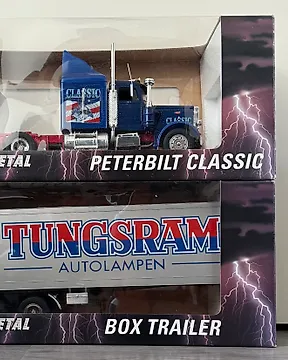 CLASSIC
CLASSIC
ETAL
PETERBILT CLASSIC
TUNGSRAM
AUTOLAMPEN
ETAL
BOX TRAILER